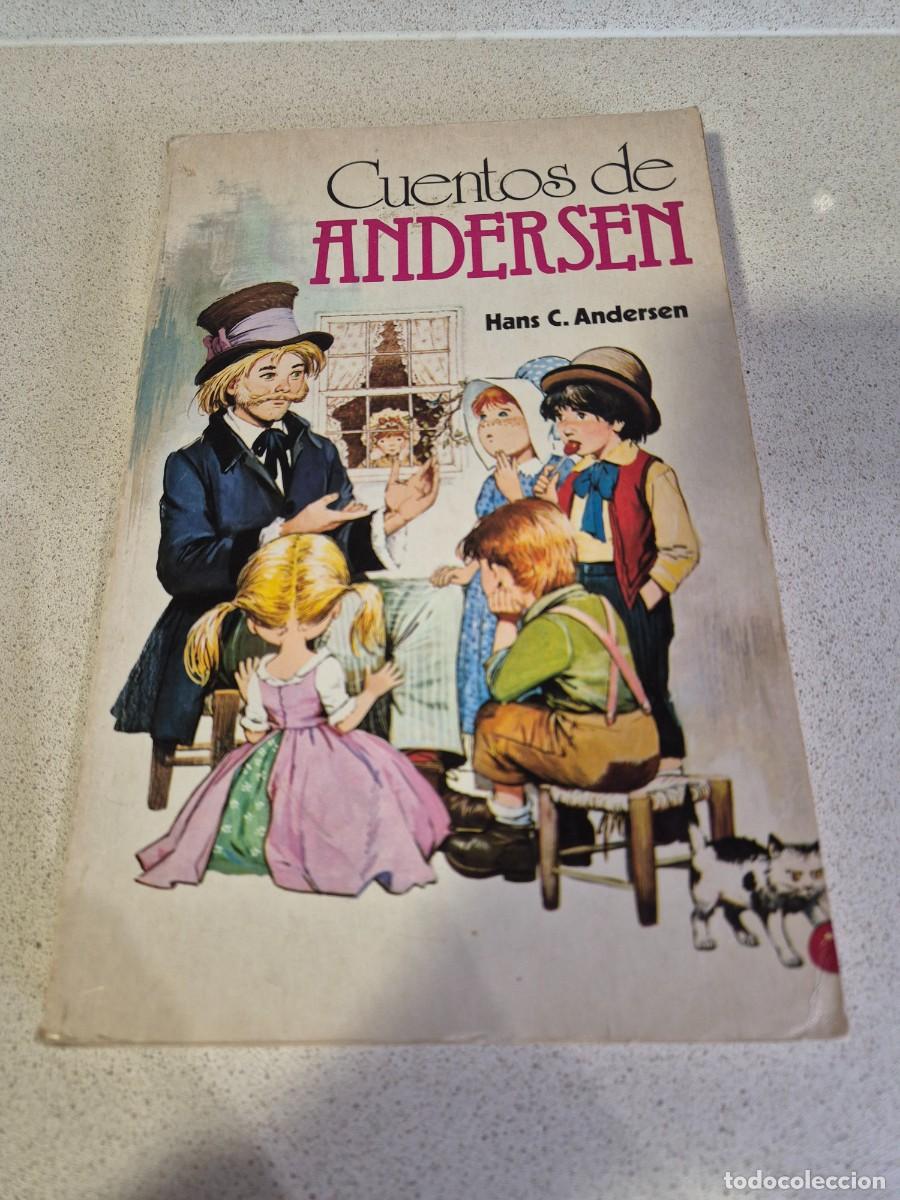 Cuentos de
ANDERSEN
Hans C. Andersen
todocoleccion